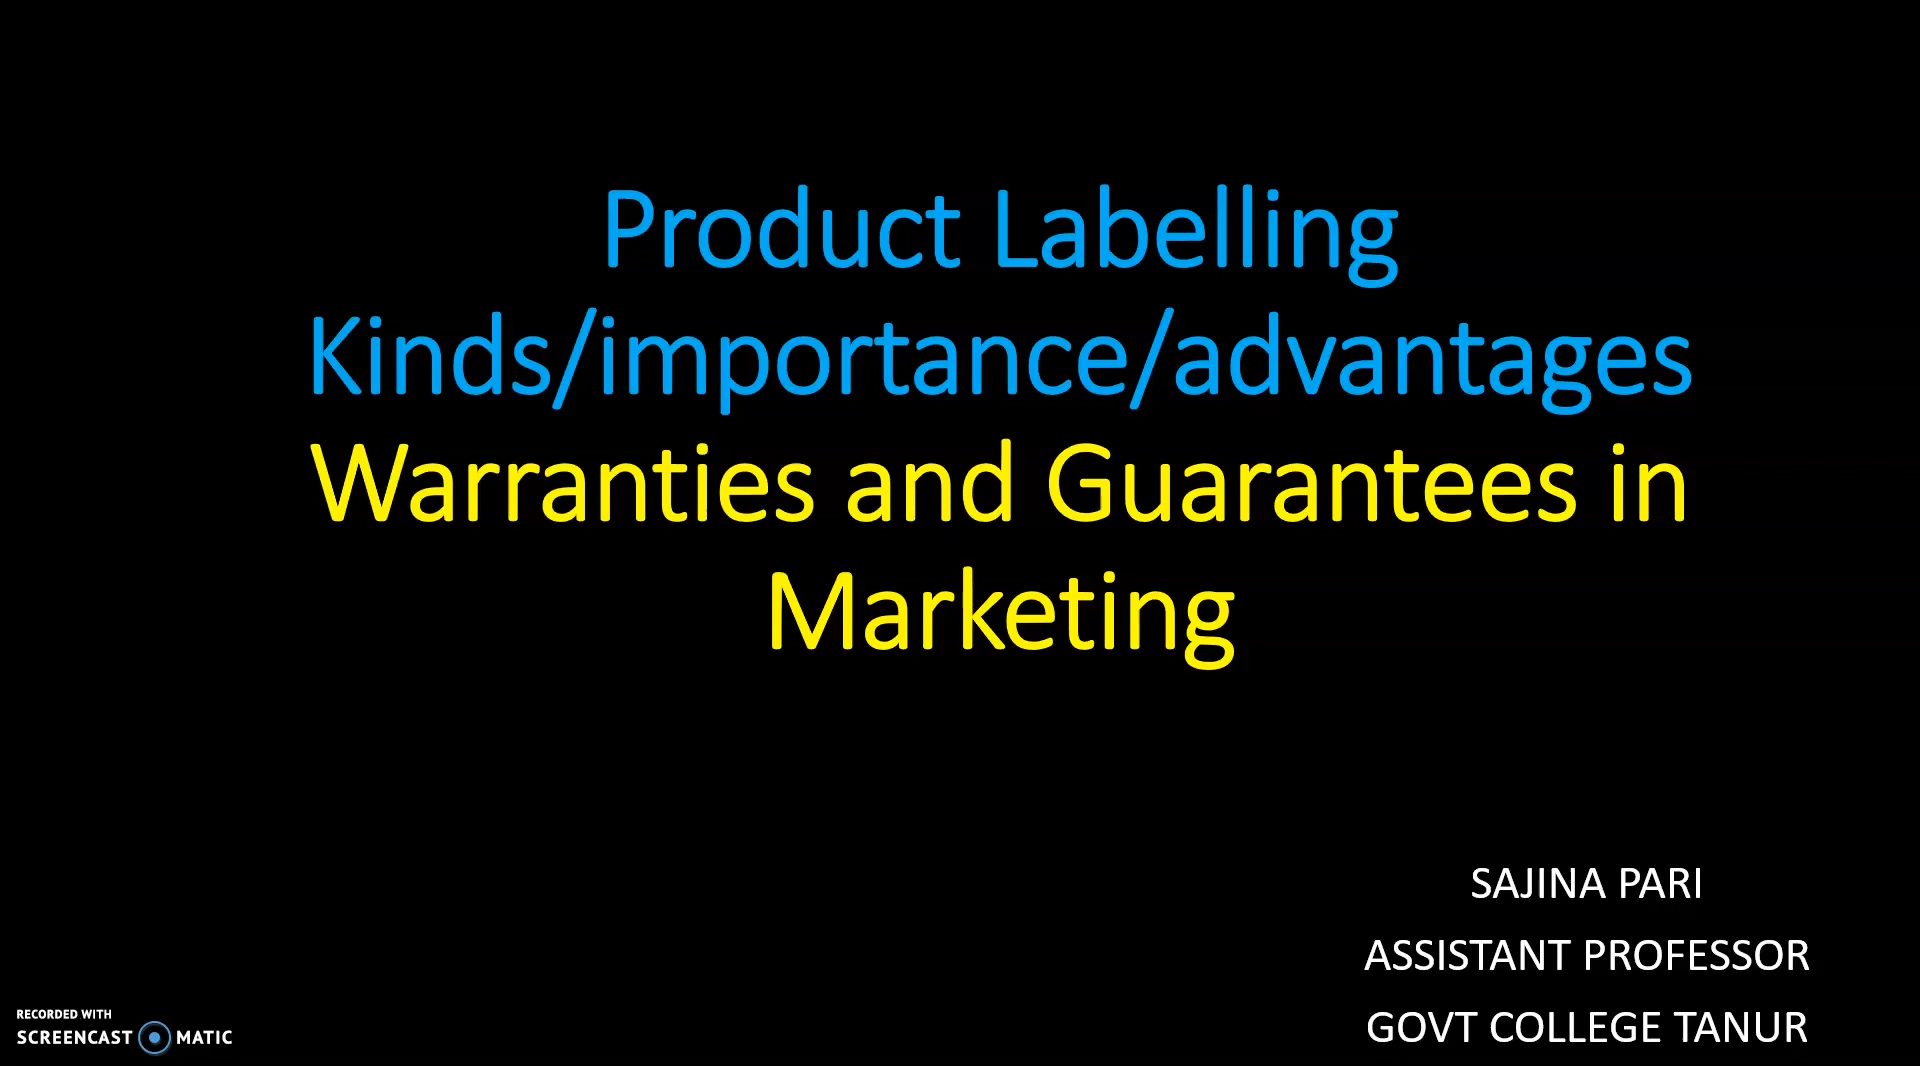 Product Labelling
Kinds/importance/advantages
Warranties and Guarantees in
Marketing
SAJINA PARI
ASSISTANT PROFESSOR
GOVT COLLEGE TANUR
RECORDED WITH
SCREENCAST MATIC